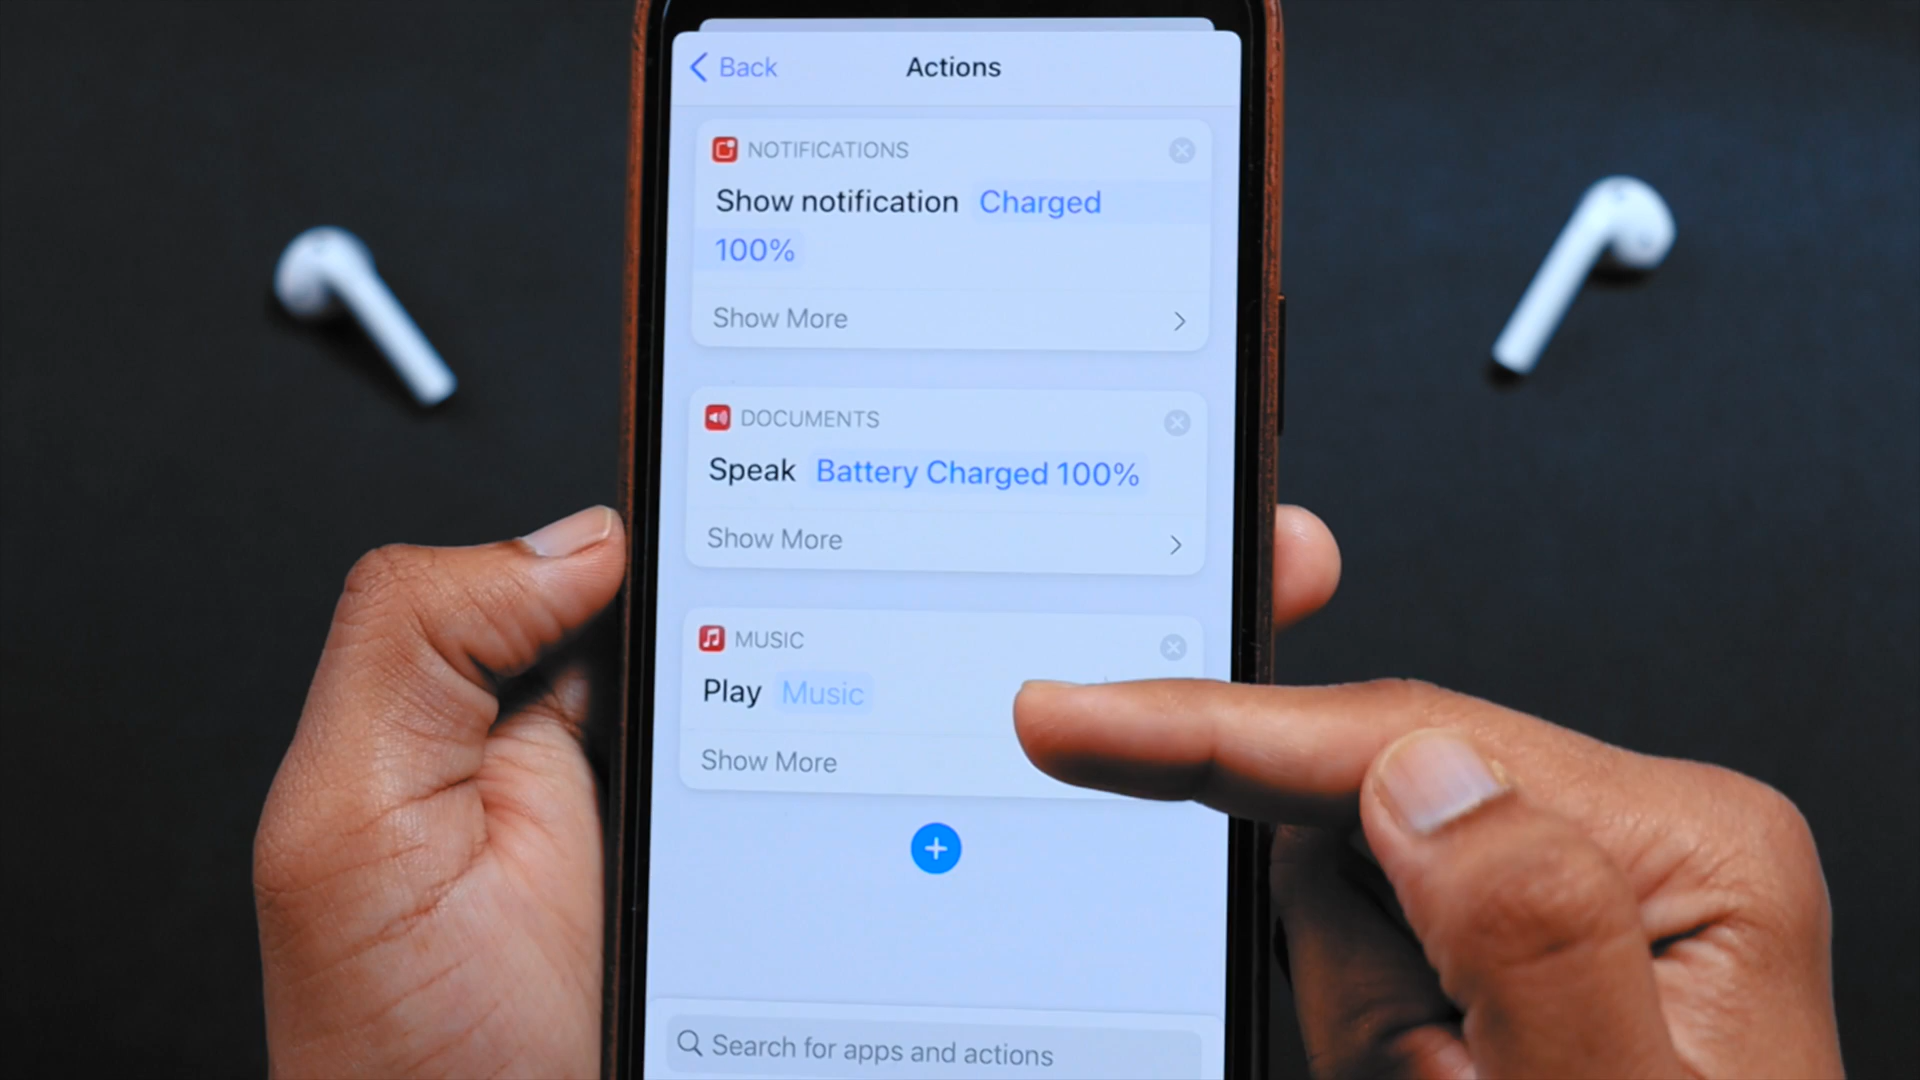 Back
Actions
NOTIFICATIONS
Show notification Charged
100%
Show More
DOCUMENTS
Speak Battery Charged 100%
Show More
MUSIC
Play Music
Show More
Search for apps and actions